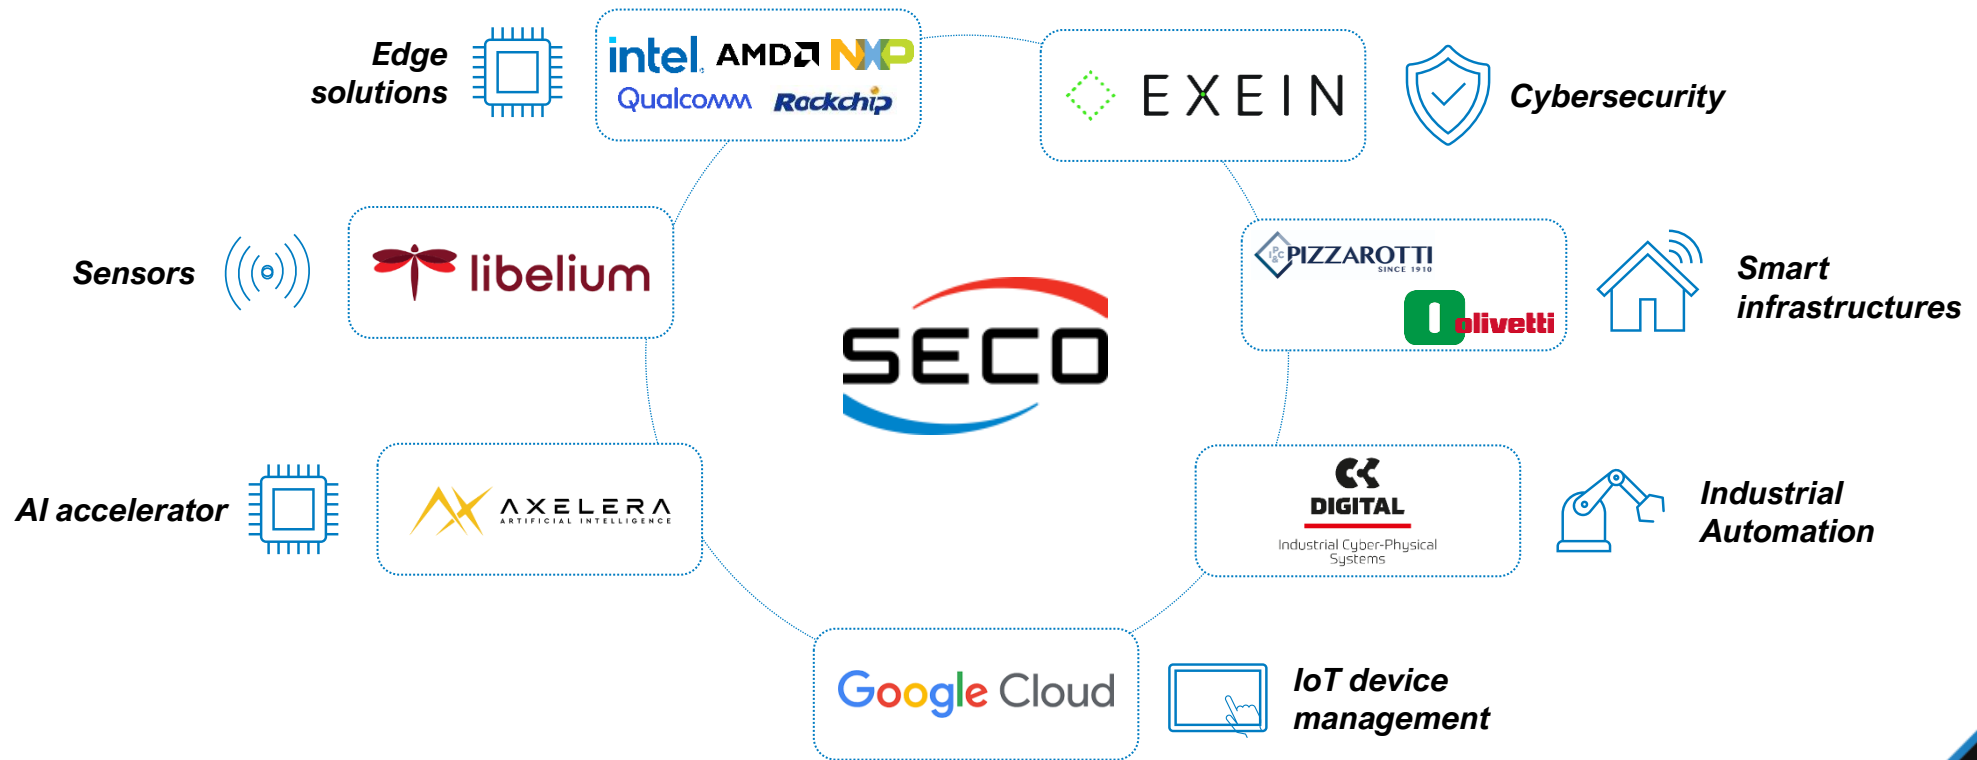 Edge
solutions
intel AMD NXP
Qualcomm Rockchip
EXEIN
Cybersecurity
Sensors
libelium
PIZZAROTTI
SINCE 1910
olivetti
Smart
infrastructures
SECO
AI accelerator
AXELERA
ARTIFICIAL INTELLIGENCE
DIGITAL
Industrial Cyber-Physical
Systems
Industrial
Automation
Google Cloud
IoT device
management